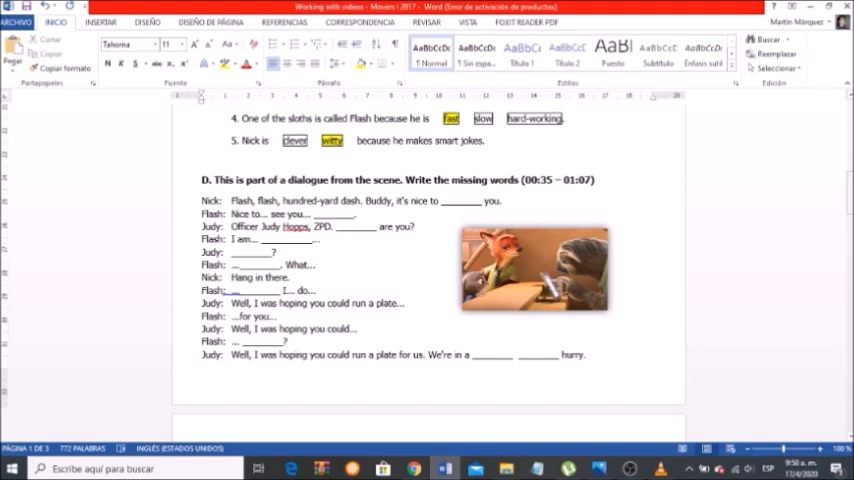 Working with videos - Movers I 2017 - Word (Error de activación de productos)
ARCHIVO INICIO INSERTAR DISEÑO DISEÑO DE PÁGINA REFERENCIAS CORRESPONDENCIA REVISAR VISTA FOXIT READER PDF Martín Márquez
Pegar
Cortar
Copiar
Copiar formato
Tahoma 11
AaBbCcDc AaBbCcDc AaBbCc AaBbCcC AaB AaBbCcC AaBbCcDc
¶ Normal ¶ Sin espa... Título 1 Título 2 Puesto Subtítulo Énfasis sutil
Buscar
Reemplazar
Seleccionar
Portapapeles Fuente Párrafo Estilos Edición
4. One of the sloths is called Flash because he is fast slow hard-working.
5. Nick is clever witty because he makes smart jokes.
D. This is part of a dialogue from the scene. Write the missing words (00:35 – 01:07)
Nick: Flash, flash, hundred-yard dash. Buddy, it's nice to ________ you.
Flash: Nice to... see you... ________.
Judy: Officer Judy Hopps, ZPD. ________ are you?
Flash: I am... __________...
Judy: ________?
Flash: ...________. What...
Nick: Hang in there.
Flash: ...________ I... do...
Judy: Well, I was hoping you could run a plate...
Flash: ...for you...
Judy: Well, I was hoping you could...
Flash: ... ________?
Judy: Well, I was hoping you could run a plate for us. We're in a ________ ________ hurry.
PÁGINA 1 DE 3 772 PALABRAS INGLÉS (ESTADOS UNIDOS) 100 %
Escribe aquí para buscar
ESP
9:58 a. m.
17/4/2020